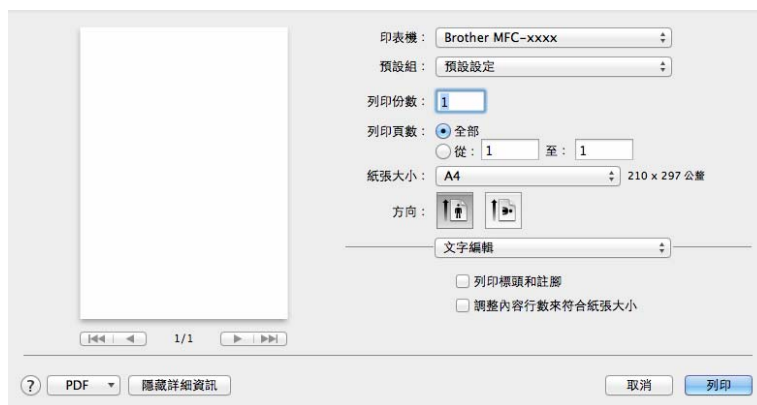 印表機： Brother MFC-xxxx
預設組： 預設設定
列印份數： 1
列印頁數： 全部
從： 1 至： 1
紙張大小： A4 210 x 297 公釐
方向：
文字編輯
列印標頭和註腳
調整內容行數來符合紙張大小
1/1
? PDF 隱藏詳細資訊 取消 列印